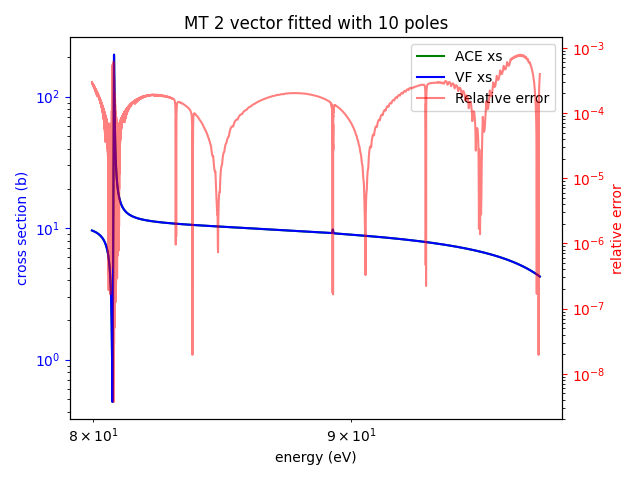 MT 2 vector fitted with 10 poles
ACE xs
VF xs
Relative error
cross section (b)
10²
10¹
10⁰
relative error
10⁻³
10⁻⁴
10⁻⁵
10⁻⁶
10⁻⁷
10⁻⁸
8 × 10¹
9 × 10¹
energy (eV)